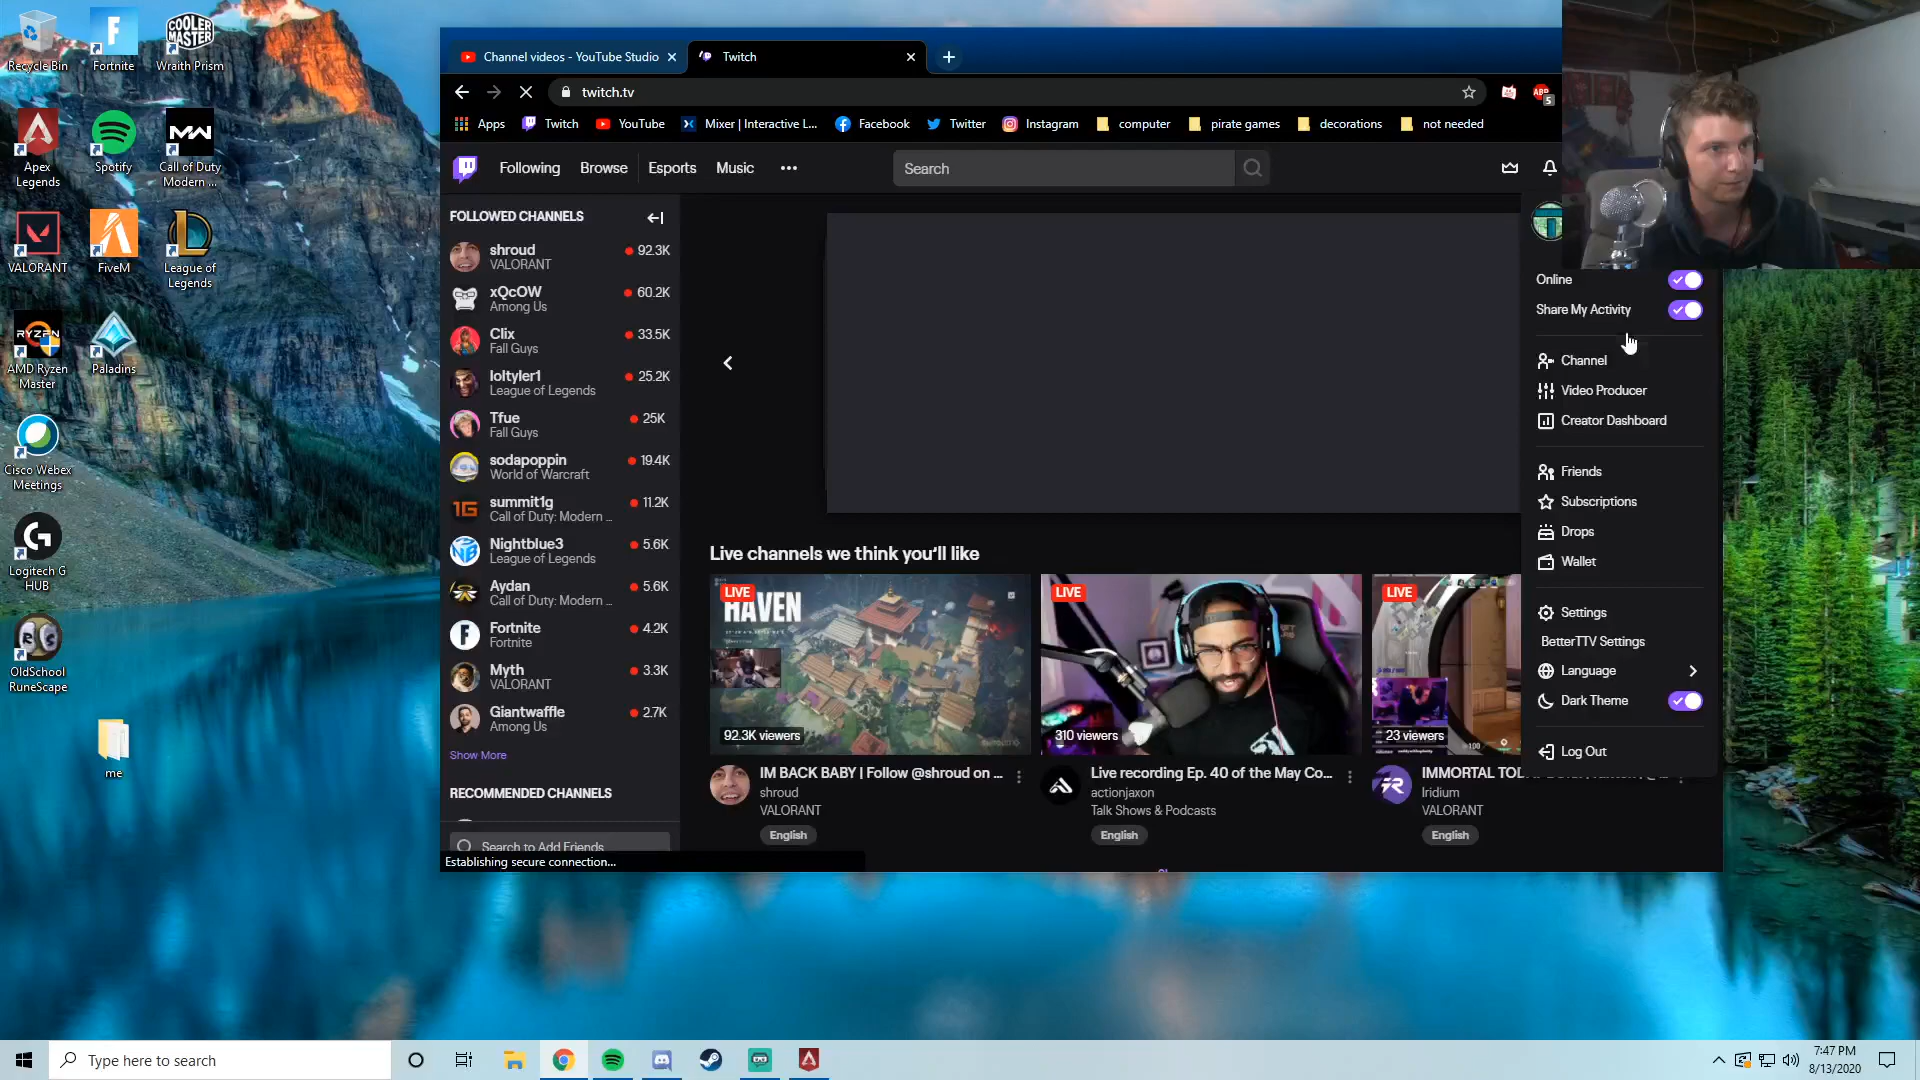 Recycle Bin
Fortnite
COOLER MASTER
Wraith Prism
Apex Legends
Spotify
MW
Call of Duty Modern ...
VALORANT
FiveM
League of Legends
RYZEN
AMD Ryzen Master
Paladins
Cisco Webex Meetings
Logitech G HUB
OldSchool RuneScape
me
Channel videos - YouTube Studio
Twitch
twitch.tv
ABP
5
Apps
Twitch
YouTube
Mixer | Interactive L...
Facebook
Twitter
Instagram
computer
pirate games
decorations
not needed
Following
Browse
Esports
Music
Search
FOLLOWED CHANNELS
shroud 92.3K
VALORANT
xQcOW 60.2K
Among Us
Clix 33.5K
Fall Guys
loltyler1 25.2K
League of Legends
Tfue 25K
Fall Guys
sodapoppin 19.4K
World of Warcraft
summit1g 11.2K
Call of Duty: Modern ...
Nightblue3 5.6K
League of Legends
Aydan 5.6K
Call of Duty: Modern ...
Fortnite 4.2K
Fortnite
Myth 3.3K
VALORANT
Giantwaffle 2.7K
Among Us
Show More
RECOMMENDED CHANNELS
Search to Add Friends
Establishing secure connection...
Live channels we think you'll like
LIVE
HAVEN
92.3K viewers
IM BACK BABY | Follow @shroud on ...
shroud
VALORANT
English
LIVE
310 viewers
Live recording Ep. 40 of the May Co...
actionjaxon
Talk Shows & Podcasts
English
LIVE
23 viewers
IMMORTAL
Iridium
VALORANT
English
Online
Share My Activity
Channel
Video Producer
Creator Dashboard
Friends
Subscriptions
Drops
Wallet
Settings
BetterTTV Settings
Language
Dark Theme
Log Out
Type here to search
7:47 PM
8/13/2020